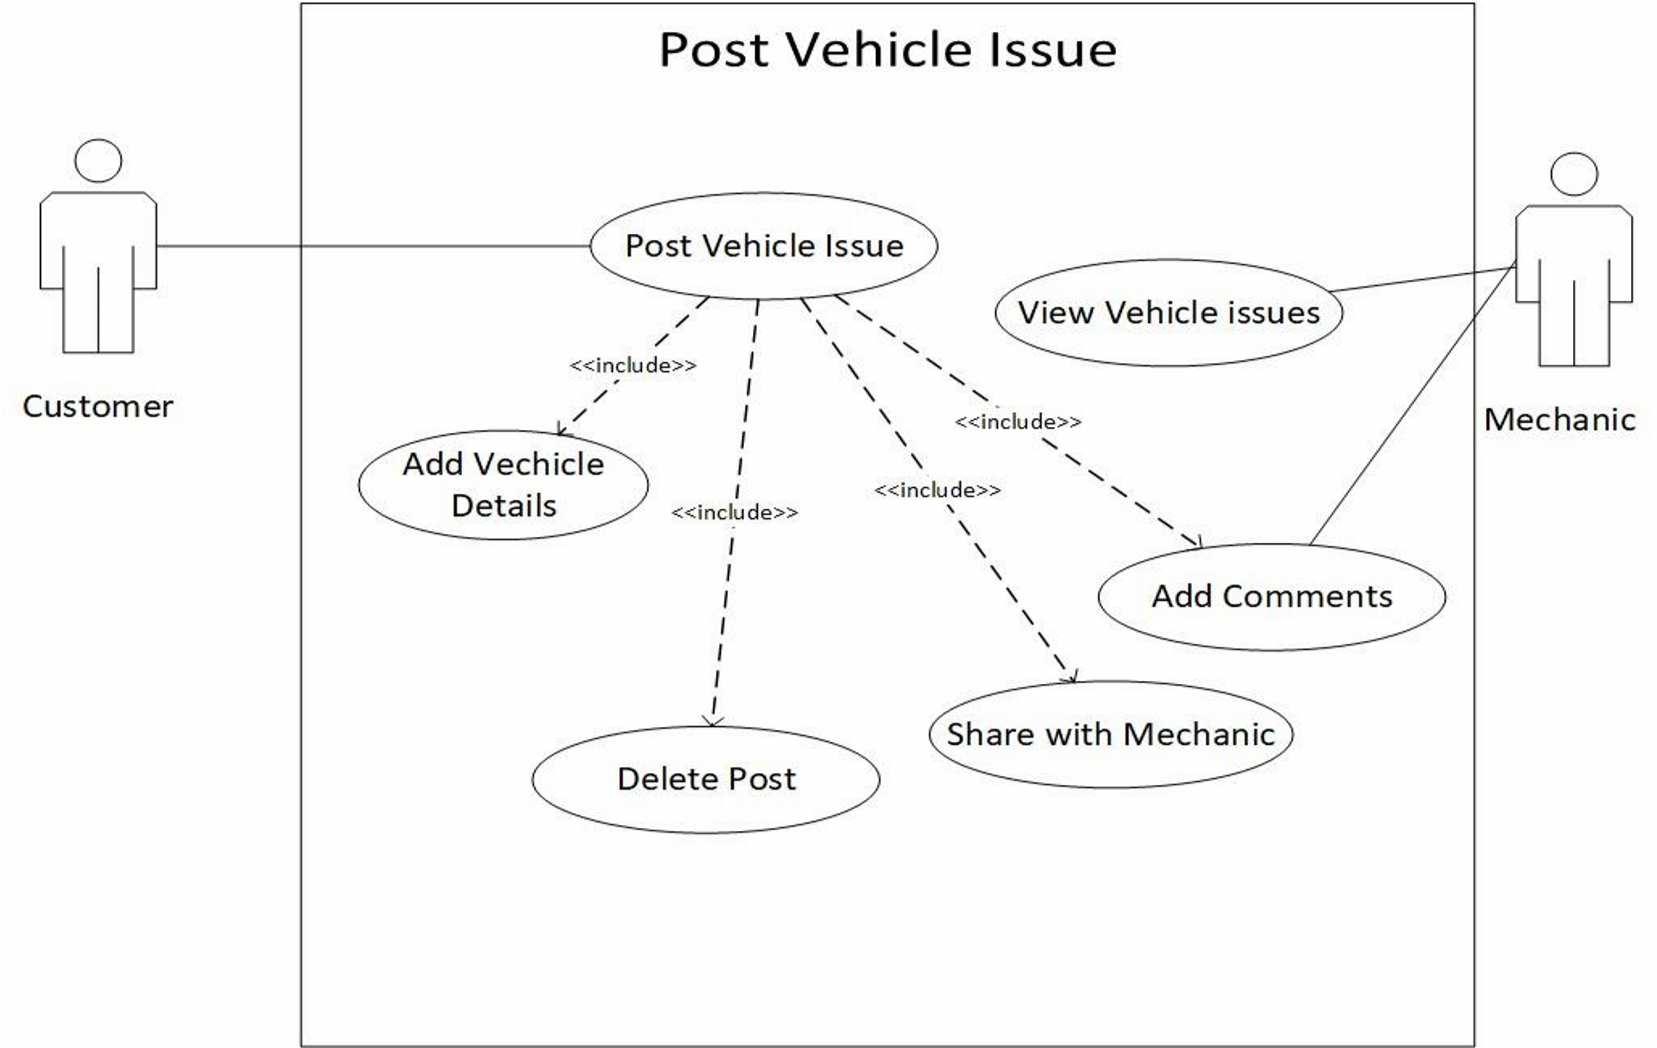 Post Vehicle Issue
Post Vehicle Issue
View Vehicle issues
<<include>>
Customer
Mechanic
<<include>>
Add Vechicle
Details
<<include>>
<<include>>
Add Comments
Share with Mechanic
Delete Post